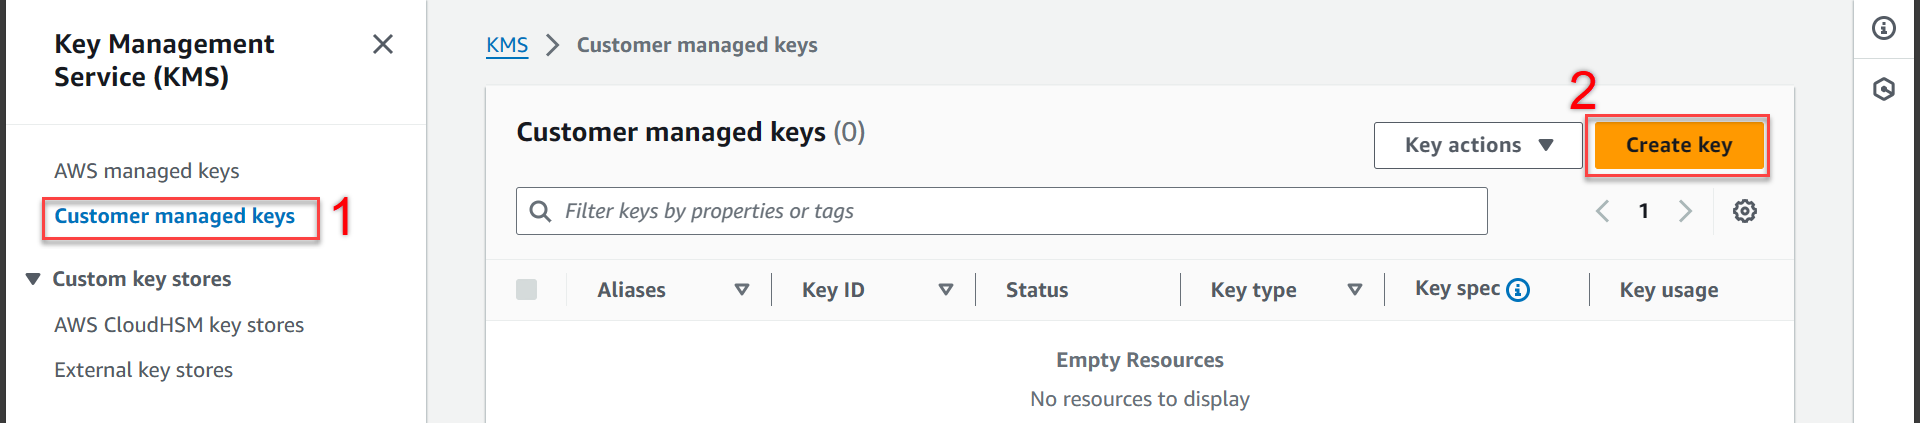 Key Management
Service (KMS)
AWS managed keys
Customer managed keys
1
Custom key stores
AWS CloudHSM key stores
External key stores
KMS
Customer managed keys
Customer managed keys (0)
Key actions
2
Create key
Filter keys by properties or tags
1
Aliases
Key ID
Status
Key type
Key spec
Key usage
Empty Resources
No resources to display